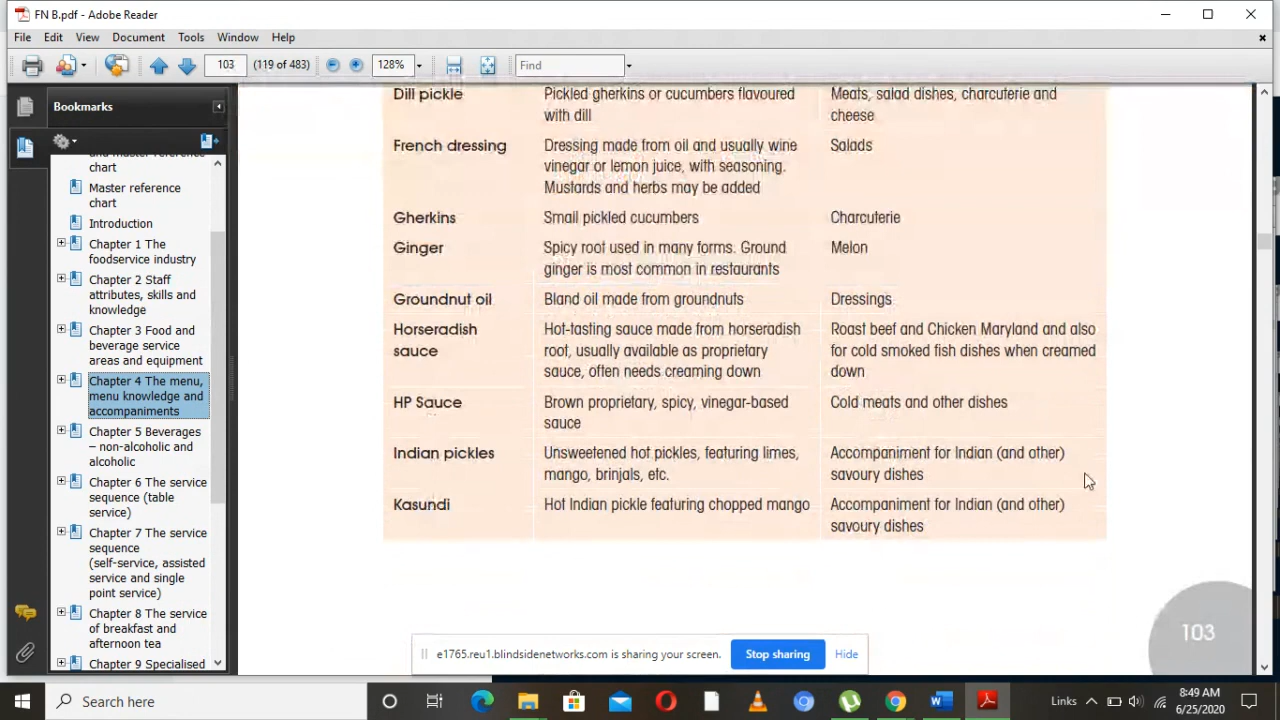 FN B.pdf - Adobe Reader
File Edit View Document Tools Window Help
103 (119 of 483) 128% Find
Bookmarks
and master reference
chart
Master reference
chart
Introduction
Chapter 1 The
foodservice industry
Chapter 2 Staff
attributes, skills and
knowledge
Chapter 3 Food and
beverage service
areas and equipment
Chapter 4 The menu,
menu knowledge and
accompaniments
Chapter 5 Beverages
– non-alcoholic and
alcoholic
Chapter 6 The service
sequence (table
service)
Chapter 7 The service
sequence
(self-service, assisted
service and single
point service)
Chapter 8 The service
of breakfast and
afternoon tea
Chapter 9 Specialised
Dill pickle Pickled gherkins or cucumbers flavoured Meats, salad dishes, charcuterie and
with dill cheese
French dressing Dressing made from oil and usually wine Salads
vinegar or lemon juice, with seasoning.
Mustards and herbs may be added
Gherkins Small pickled cucumbers Charcuterie
Ginger Spicy root used in many forms. Ground Melon
ginger is most common in restaurants
Groundnut oil Bland oil made from groundnuts Dressings
Horseradish Hot-tasting sauce made from horseradish Roast beef and Chicken Maryland and also
sauce root, usually available as proprietary for cold smoked fish dishes when creamed
sauce, often needs creaming down down
HP Sauce Brown proprietary, spicy, vinegar-based Cold meats and other dishes
sauce
Indian pickles Unsweetened hot pickles, featuring limes, Accompaniment for Indian (and other)
mango, brinjals, etc. savoury dishes
Kasundi Hot Indian pickle featuring chopped mango Accompaniment for Indian (and other)
savoury dishes
103
e1765.reu1.blindsidenetworks.com is sharing your screen. Stop sharing Hide
Search here Links 8:49 AM
6/25/2020